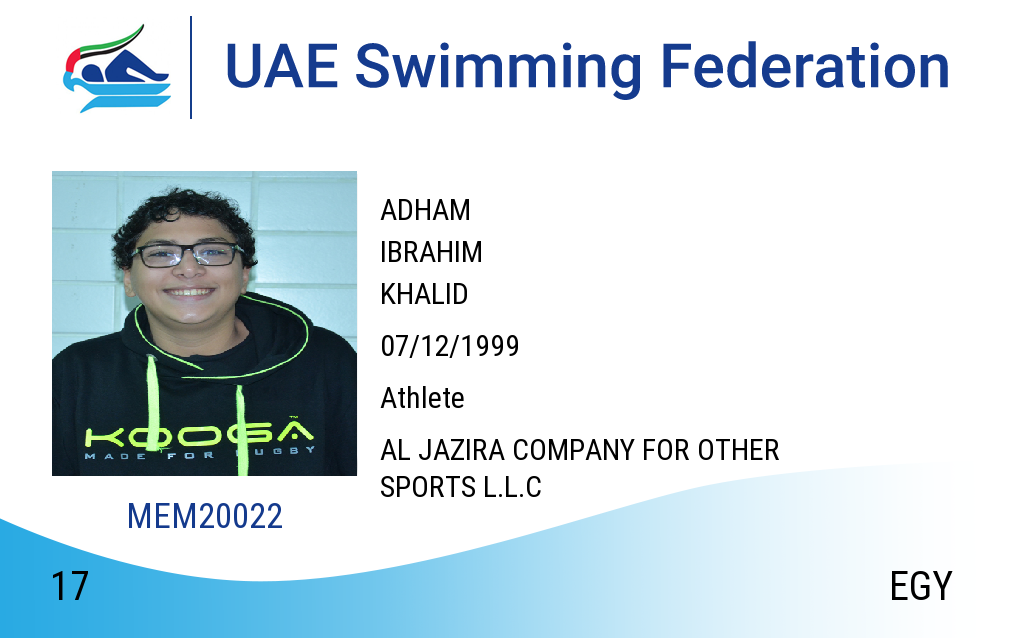 UAE Swimming Federation
ADHAM
IBRAHIM
KHALID
07/12/1999
Athlete
AL JAZIRA COMPANY FOR OTHER
SPORTS L.L.C
KOOGA™
MADE FOR RUGBY
MEM20022
17
EGY